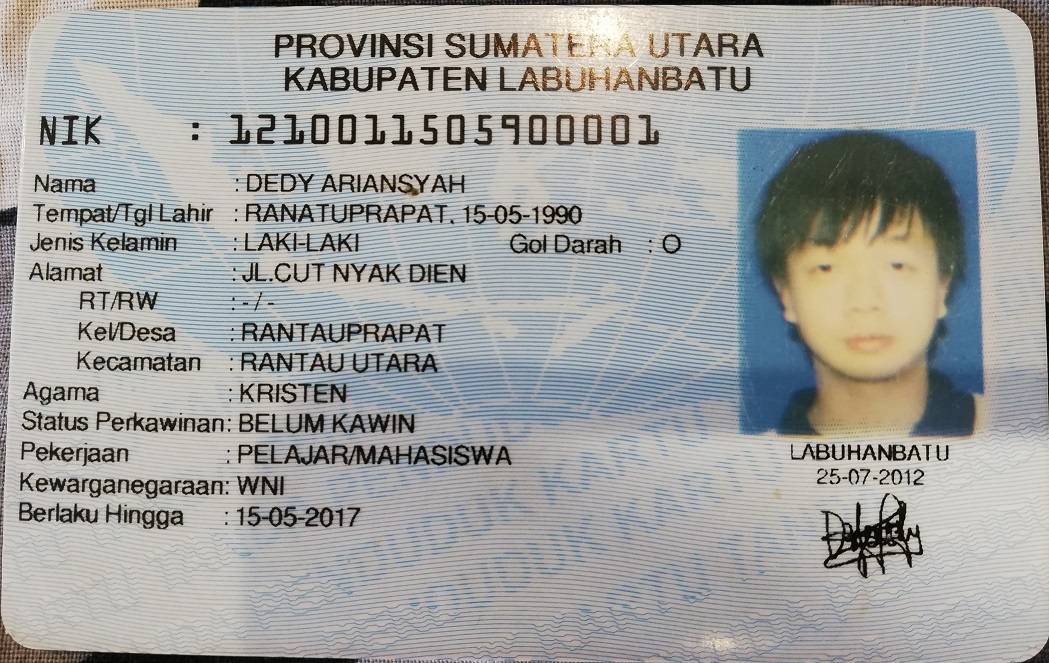 PROVINSI SUMATERA UTARA
KABUPATEN LABUHANBATU
NIK : 1210011505900001
Nama : DEDY ARIANSYAH
Tempat/Tgl Lahir : RANATUPRAPAT. 15-05-1990
Jenis Kelamin : LAKI-LAKI Gol Darah : O
Alamat : JL.CUT NYAK DIEN
RT/RW : - / -
Kel/Desa : RANTAUPRAPAT
Kecamatan : RANTAU UTARA
Agama : KRISTEN
Status Perkawinan: BELUM KAWIN
Pekerjaan : PELAJAR/MAHASISWA
Kewarganegaraan: WNI
Berlaku Hingga : 15-05-2017
LABUHANBATU
25-07-2012